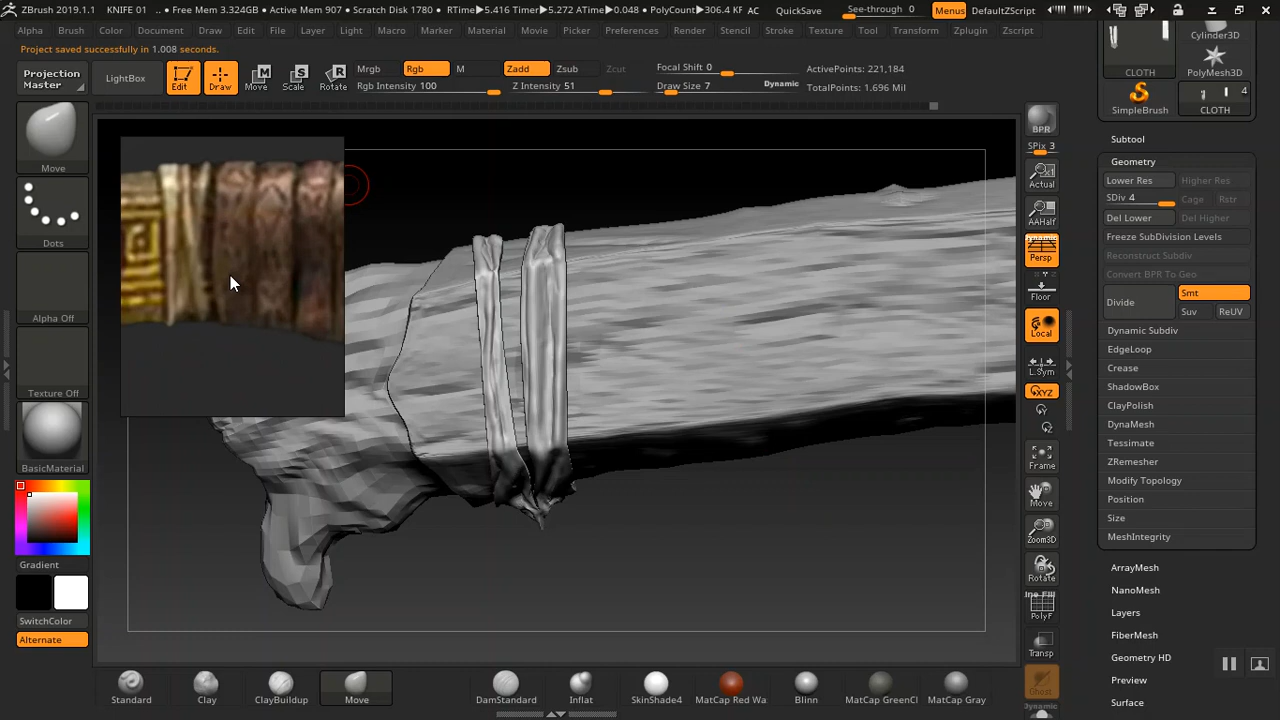 ZBrush 2019.1.1 KNIFE 01 .. • Free Mem 3.324GB • Active Mem 907 • Scratch Disk 1780 • RTime▸5.416 Timer▸5.272 ATime▸0.048 • PolyCount▸306.4 KF AC QuickSave See-through 0 Menus DefaultZScript
Alpha Brush Color Document Draw Edit File Layer Light Macro Marker Material Movie Picker Preferences Render Stencil Stroke Texture Tool Transform Zplugin Zscript
Project saved successfully in 1.008 seconds.
Projection Master
LightBox
Edit
Draw
Move
Scale
Rotate
Mrgb Rgb M Zadd Zsub Zcut
Rgb Intensity 100 Z Intensity 51
Focal Shift 0
Draw Size 7 Dynamic
ActivePoints: 221,184
TotalPoints: 1.696 Mil
Move
Dots
Alpha Off
Texture Off
BasicMaterial
Gradient
SwitchColor
Alternate
BPR
SPix 3
Actual
AAHalf
Dynamic
Persp
Floor
Local
L.Sym
XYZ
Y
Z
Frame
Move
Zoom3D
Rotate
Line Fill
PolyF
Transp
Ghost
Dynamic
CLOTH
Cylinder3D
PolyMesh3D
SimpleBrush
4
CLOTH
Subtool
Geometry
Lower Res Higher Res
SDiv 4 Cage Rstr
Del Lower Del Higher
Freeze SubDivision Levels
Reconstruct Subdiv
Convert BPR To Geo
Divide Smt
Suv ReUV
Dynamic Subdiv
EdgeLoop
Crease
ShadowBox
ClayPolish
DynaMesh
Tessimate
ZRemesher
Modify Topology
Position
Size
MeshIntegrity
ArrayMesh
NanoMesh
Layers
FiberMesh
Geometry HD
Preview
Surface
Standard Clay ClayBuildup Move DamStandard Inflat SkinShade4 MatCap Red Wa Blinn MatCap GreenCl MatCap Gray